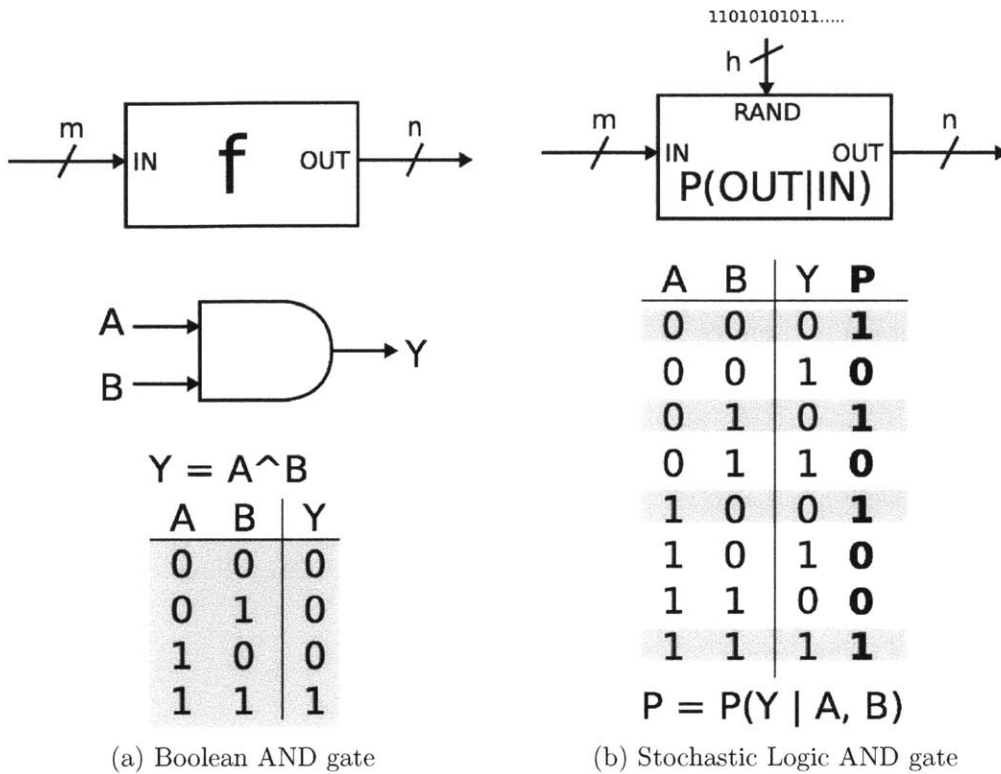 m
IN
f
OUT
n
A
B
Y
Y = A^B
A B Y
0 0 0
0 1 0
1 0 0
1 1 1
(a) Boolean AND gate
11010101011.....
h
RAND
m
IN
OUT
n
P(OUT|IN)
A B Y P
0 0 0 1
0 0 1 0
0 1 0 1
0 1 1 0
1 0 0 1
1 0 1 0
1 1 0 0
1 1 1 1
P = P(Y | A, B)
(b) Stochastic Logic AND gate